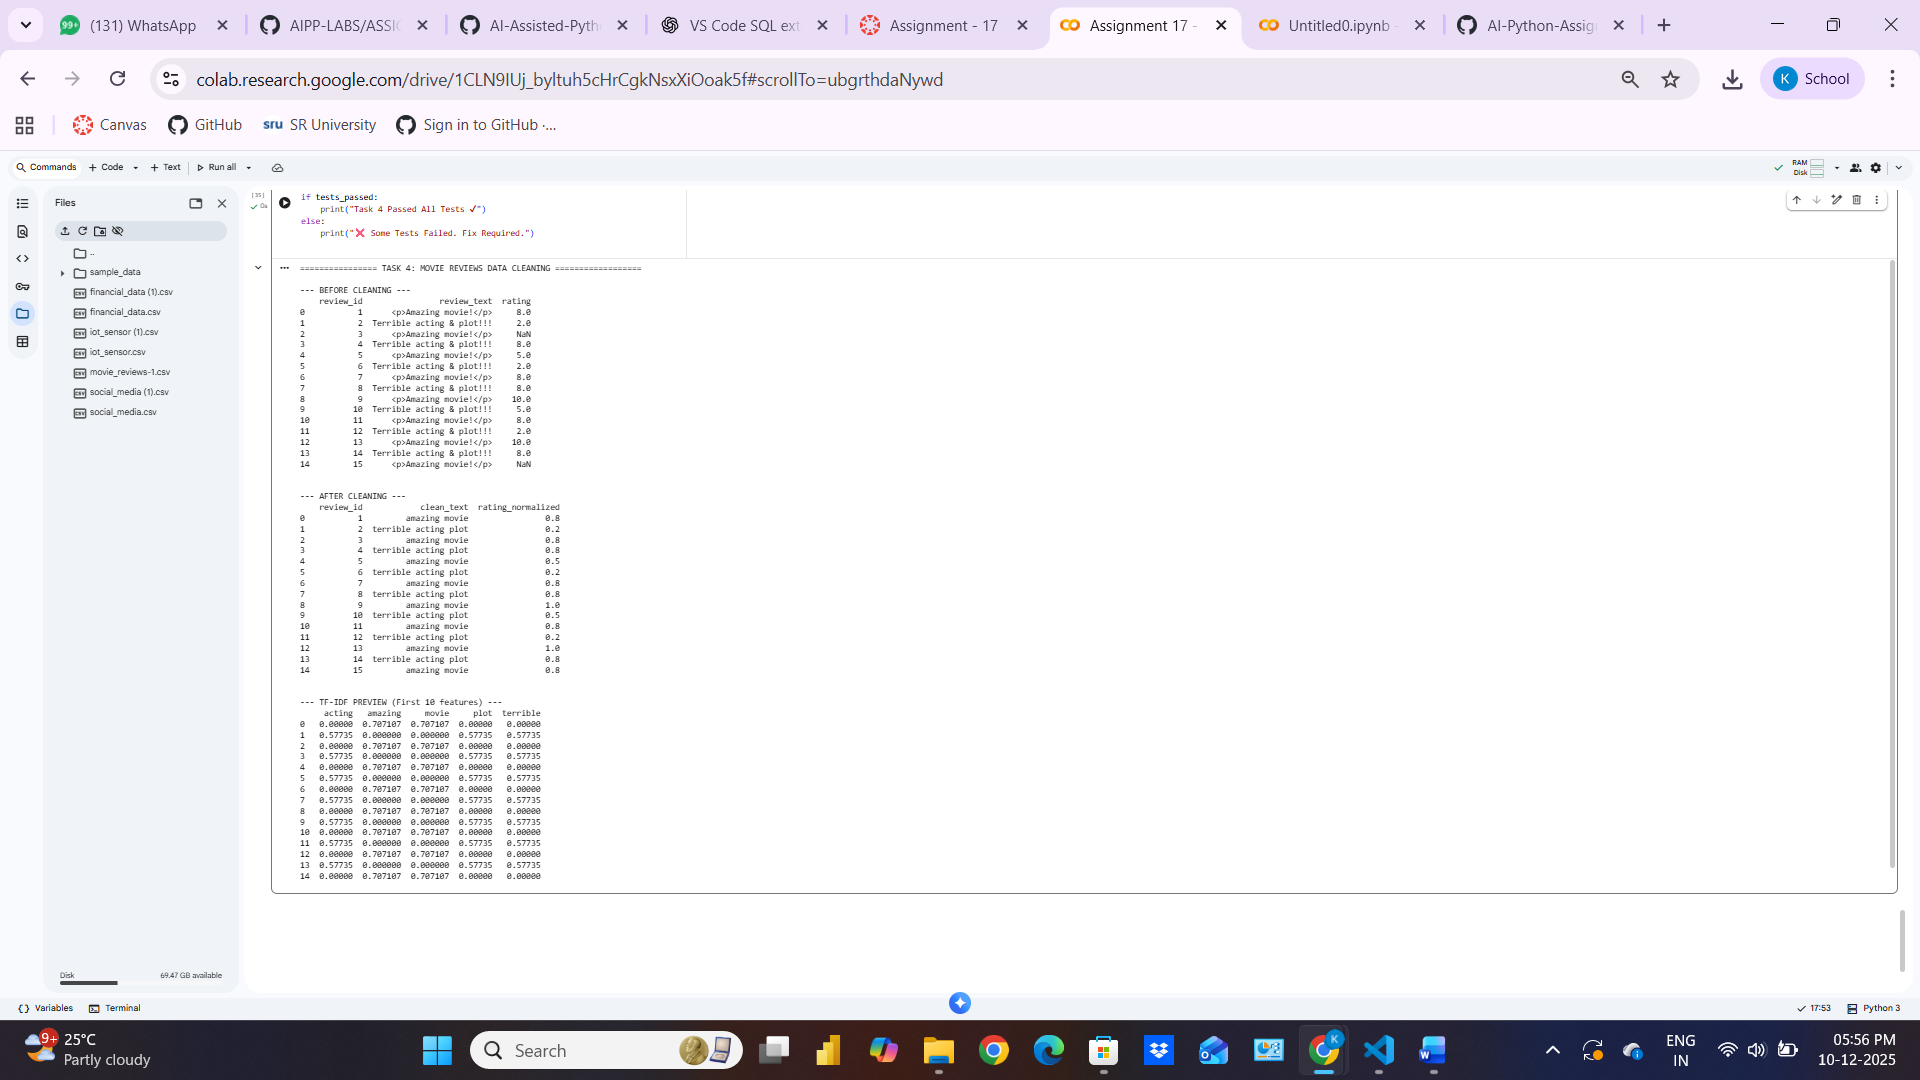 99+ (131) WhatsApp
AIPP-LABS/ASSIG
AI-Assisted-Pyth
VS Code SQL ext
Assignment - 17
Assignment 17 -
Untitled0.ipynb -
AI-Python-Assig
colab.research.google.com/drive/1CLN9IUj_byltuh5cHrCgkNsxXiOoak5f#scrollTo=ubgrthdaNywd
K School
Canvas
GitHub
sru SR University
Sign in to GitHub ·...
Commands + Code + Text Run all
RAM
Disk
Files
..
sample_data
financial_data (1).csv
financial_data.csv
iot_sensor (1).csv
iot_sensor.csv
movie_reviews-1.csv
social_media (1).csv
social_media.csv
Disk 69.47 GB available
[35]
0s
if tests_passed:
print("Task 4 Passed All Tests ✓")
else:
print("❌ Some Tests Failed. Fix Required.")
================ TASK 4: MOVIE REVIEWS DATA CLEANING ==================
--- BEFORE CLEANING ---
review_id review_text rating
0 1 <p>Amazing movie!</p> 8.0
1 2 Terrible acting & plot!!! 2.0
2 3 <p>Amazing movie!</p> NaN
3 4 Terrible acting & plot!!! 8.0
4 5 <p>Amazing movie!</p> 5.0
5 6 Terrible acting & plot!!! 2.0
6 7 <p>Amazing movie!</p> 8.0
7 8 Terrible acting & plot!!! 8.0
8 9 <p>Amazing movie!</p> 10.0
9 10 Terrible acting & plot!!! 5.0
10 11 <p>Amazing movie!</p> 8.0
11 12 Terrible acting & plot!!! 2.0
12 13 <p>Amazing movie!</p> 10.0
13 14 Terrible acting & plot!!! 8.0
14 15 <p>Amazing movie!</p> NaN
--- AFTER CLEANING ---
review_id clean_text rating_normalized
0 1 amazing movie 0.8
1 2 terrible acting plot 0.2
2 3 amazing movie 0.8
3 4 terrible acting plot 0.8
4 5 amazing movie 0.5
5 6 terrible acting plot 0.2
6 7 amazing movie 0.8
7 8 terrible acting plot 0.8
8 9 amazing movie 1.0
9 10 terrible acting plot 0.5
10 11 amazing movie 0.8
11 12 terrible acting plot 0.2
12 13 amazing movie 1.0
13 14 terrible acting plot 0.8
14 15 amazing movie 0.8
--- TF-IDF PREVIEW (First 10 features) ---
acting amazing movie plot terrible
0 0.00000 0.707107 0.707107 0.00000 0.00000
1 0.57735 0.000000 0.000000 0.57735 0.57735
2 0.00000 0.707107 0.707107 0.00000 0.00000
3 0.57735 0.000000 0.000000 0.57735 0.57735
4 0.00000 0.707107 0.707107 0.00000 0.00000
5 0.57735 0.000000 0.000000 0.57735 0.57735
6 0.00000 0.707107 0.707107 0.00000 0.00000
7 0.57735 0.000000 0.000000 0.57735 0.57735
8 0.00000 0.707107 0.707107 0.00000 0.00000
9 0.57735 0.000000 0.000000 0.57735 0.57735
10 0.00000 0.707107 0.707107 0.00000 0.00000
11 0.57735 0.000000 0.000000 0.57735 0.57735
12 0.00000 0.707107 0.707107 0.00000 0.00000
13 0.57735 0.000000 0.000000 0.57735 0.57735
14 0.00000 0.707107 0.707107 0.00000 0.00000
Variables Terminal
17:53 Python 3
9+ 25°C
Partly cloudy
Search
ENG
IN
05:56 PM
10-12-2025